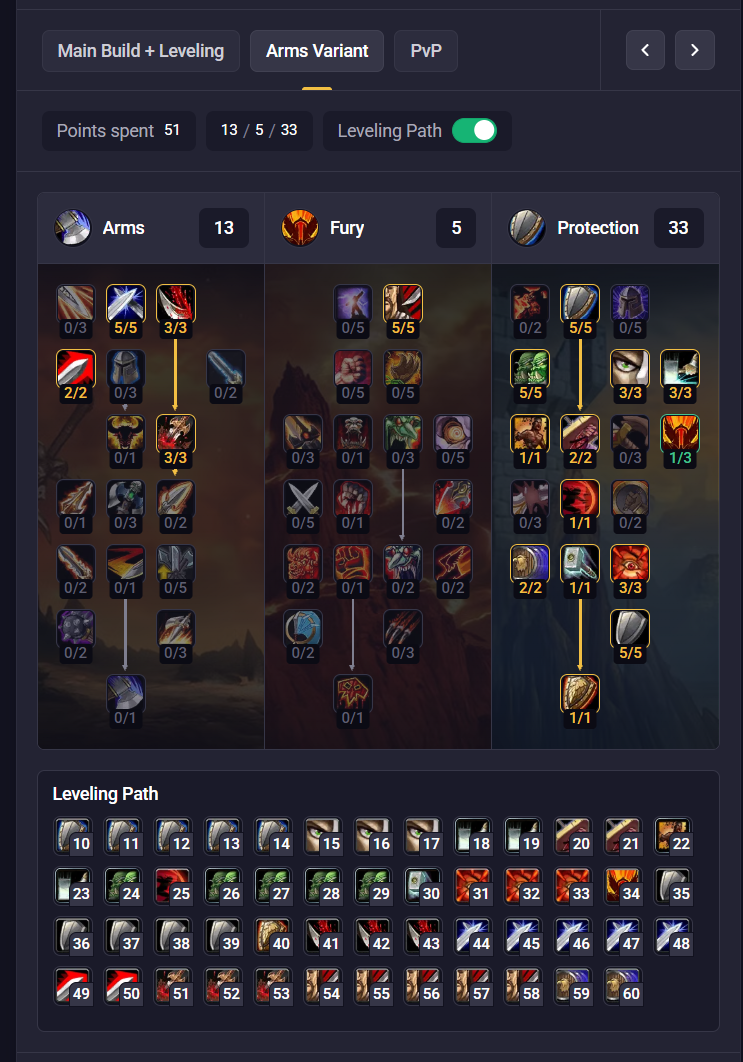 Main Build + Leveling Arms Variant PvP
Points spent 51 13 / 5 / 33 Leveling Path
Arms 13 Fury 5 Protection 33
0/3 5/5 3/3 0/5 5/5 0/2 5/5 0/5
2/2 0/3 0/2 0/5 0/5 5/5 3/3 3/3
0/1 3/3 0/3 0/1 0/3 0/5 1/1 2/2 0/3 1/3
0/1 0/3 0/2 0/5 0/1 0/2 0/3 1/1 0/2
0/2 0/1 0/5 0/2 0/1 0/2 0/2 2/2 1/1 3/3
0/2 0/3 0/2 0/3 5/5
0/1 0/1 1/1
Leveling Path
10 11 12 13 14 15 16 17 18 19 20 21 22
23 24 25 26 27 28 29 30 31 32 33 34 35
36 37 38 39 40 41 42 43 44 45 46 47 48
49 50 51 52 53 54 55 56 57 58 59 60